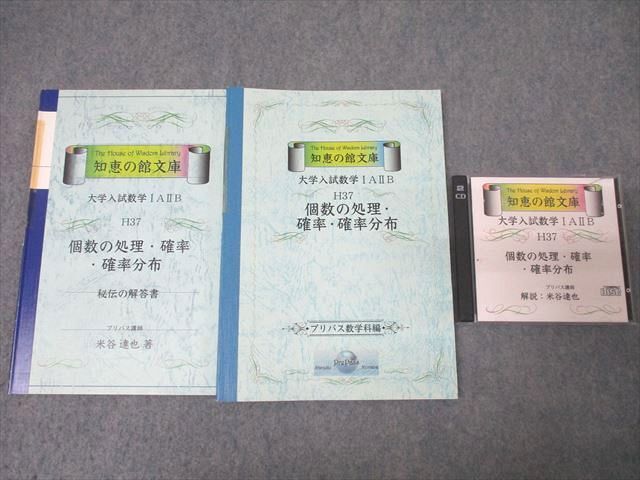 The House of Wisdom Library
知恵の館文庫
大学入試数学ⅠAⅡB
H37
個数の処理・確率
・確率分布
秘伝の解答書
プリパス講師
米谷達也 著
The House of Wisdom Library
知恵の館文庫
大学入試数学ⅠAⅡB
H37
個数の処理・
確率・確率分布
・プリパス数学科編・
PrePass
2
CD
The House of Wisdom Library
知恵の館文庫
大学入試数学ⅠAⅡB
H37
個数の処理・確率
・確率分布
プリパス講師
解説：米谷達也